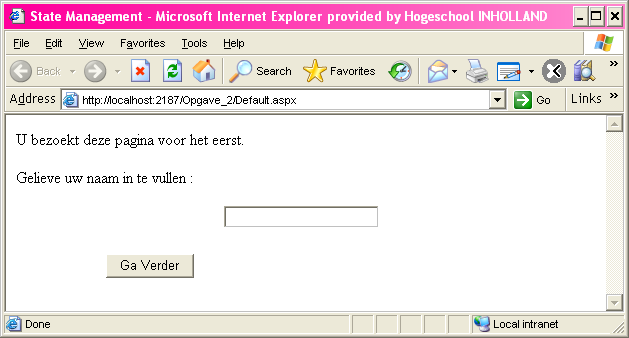 State Management - Microsoft Internet Explorer provided by Hogeschool INHOLLAND
File Edit View Favorites Tools Help
Back Search Favorites »
Address http://localhost:2187/Opgave_2/Default.aspx Go Links »
U bezoekt deze pagina voor het eerst.
Gelieve uw naam in te vullen :
Ga Verder
Done Local intranet